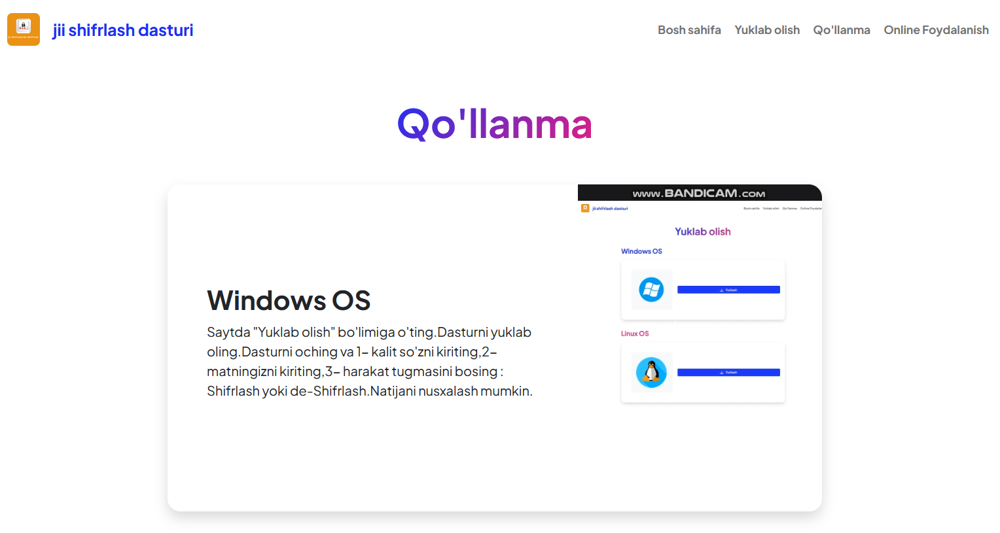 jii shifrlash dasturi
Bosh sahifa Yuklab olish Qo'llanma Online Foydalanish
Qo'llanma
Windows OS
Saytda "Yuklab olish" bo'limiga o'ting.Dasturni yuklab
oling.Dasturni oching va 1– kalit so'zni kiriting,2–
matningizni kiriting,3– harakat tugmasini bosing :
Shifrlash yoki de-Shifrlash.Natijani nusxalash mumkin.
www.BANDICAM.com
jii shifrlash dasturi
Bosh sahifa Yuklab olish Qo'llanma Online Foydalan
Yuklab olish
Windows OS
Yuklash
Linux OS
Yuklash